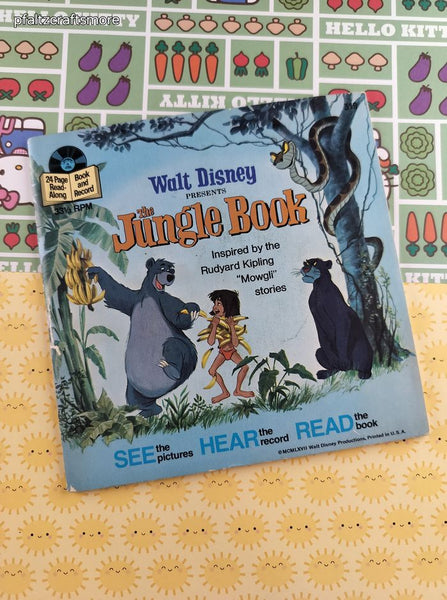 pfaltzcraftsmore
HELLO KITTY
HELLO KITTY
24 Page
Read-
Along
Book
and
Record
33⅓ RPM
Walt Disney
PRESENTS
The
Jungle Book
Inspired by the
Rudyard Kipling
"Mowgli"
stories
SEE the pictures HEAR the record READ the book
©MCMLXVII Walt Disney Productions, Printed in U.S.A.